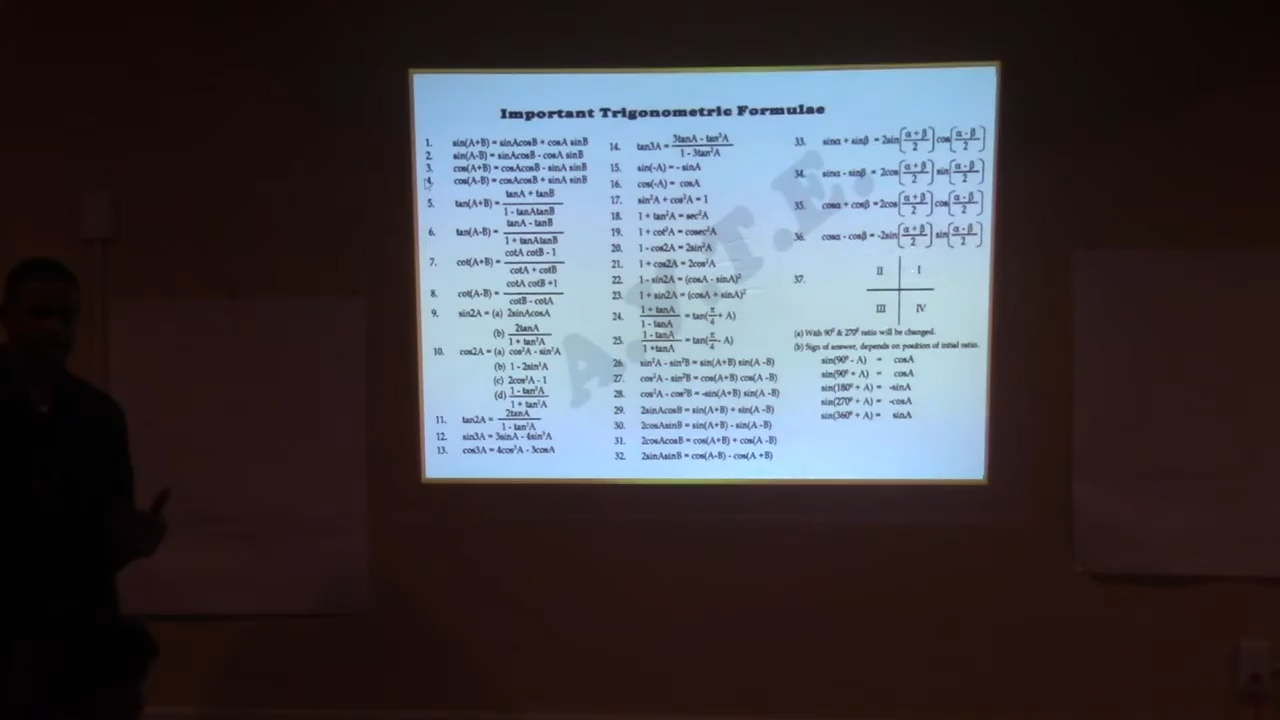 Important Trigonometric Formulae
1. sin(A+B) = sinAcosB + cosA sinB
2. sin(A-B) = sinAcosB - cosA sinB
3. cos(A+B) = cosAcosB - sinA sinB
4. cos(A-B) = cosAcosB + sinA sinB
5. tan(A+B) = (tanA + tanB)/(1 - tanAtanB)
6. tan(A-B) = (tanA - tanB)/(1 + tanAtanB)
7. cot(A+B) = (cotA cotB - 1)/(cotA + cotB)
8. cot(A-B) = (cotA cotB +1)/(cotB - cotA)
9. sin2A = (a) 2sinAcosA
(b) 2tanA/(1 + tan²A)
10. cos2A = (a) cos²A - sin²A
(b) 1 - 2sin²A
(c) 2cos²A - 1
(d) (1 - tan²A)/(1 + tan²A)
11. tan2A = 2tanA/(1 - tan²A)
12. sin3A = 3sinA - 4sin³A
13. cos3A = 4cos³A - 3cosA
14. tan3A = (3tanA - tan³A)/(1 - 3tan²A)
15. sin(-A) = - sinA
16. cos(-A) = cosA
17. sin²A + cos²A = 1
18. 1 + tan²A = sec²A
19. 1 + cot²A = cosec²A
20. 1 - cos2A = 2sin²A
21. 1 + cos2A = 2cos²A
22. 1 - sin2A = (cosA - sinA)²
23. 1 + sin2A = (cosA + sinA)²
24. (1 + tanA)/(1 - tanA) = tan(π/4 + A)
25. (1 - tanA)/(1 +tanA) = tan(π/4 - A)
26. sin²A - sin²B = sin(A+B) sin(A -B)
27. cos²A - sin²B = cos(A+B) cos(A -B)
28. cos²A - cos²B = -sin(A+B) sin(A -B)
29. 2sinAcosB = sin(A+B) + sin(A -B)
30. 2cosAsinB = sin(A+B) - sin(A -B)
31. 2cosAcosB = cos(A+B) + cos(A -B)
32. 2sinAsinB = cos(A-B) - cos(A +B)
33. sinα + sinβ = 2sin((α + β)/2) cos((α - β)/2)
34. sinα - sinβ = 2cos((α + β)/2) sin((α - β)/2)
35. cosα + cosβ = 2cos((α + β)/2) cos((α - β)/2)
36. cosα - cosβ = -2sin((α + β)/2) sin((α - β)/2)
37.
II I
III IV
(a) With 90⁰ & 270⁰ ratio will be changed.
(b) Sign of answer, depends on position of initial ratio.
sin(90⁰ - A) = cosA
sin(90⁰ + A) = cosA
sin(180⁰ + A) = -sinA
sin(270⁰ + A) = -cosA
sin(360⁰ + A) = sinA